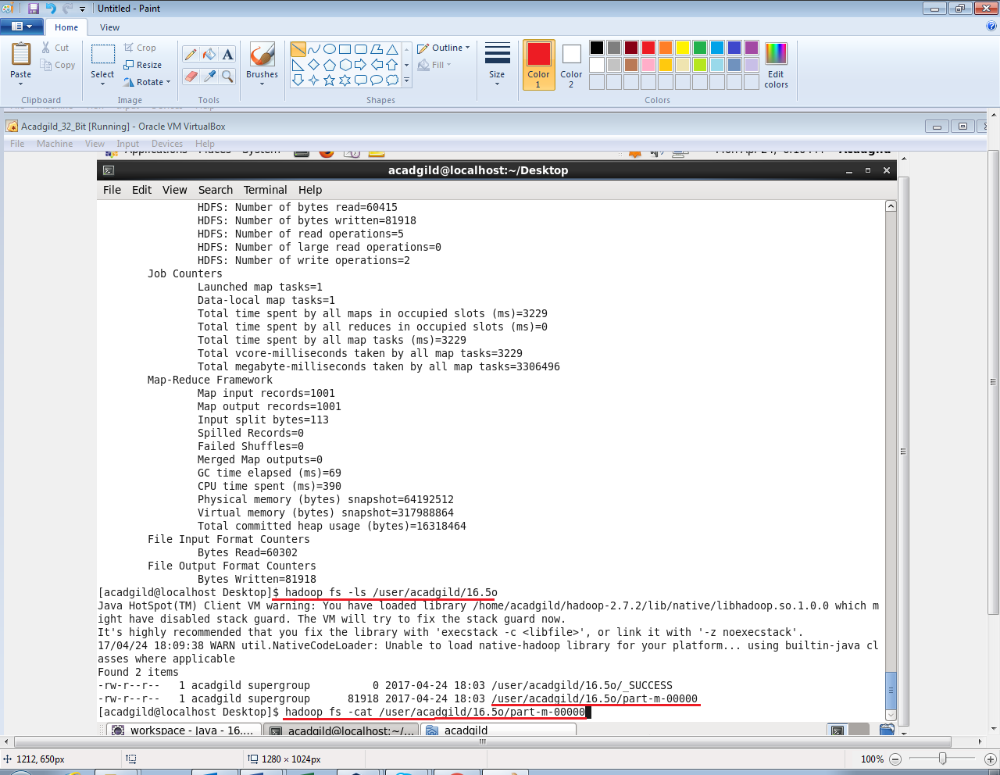 Untitled - Paint
Home View
Paste Cut Copy
Clipboard
Select Crop Resize Rotate
Image
Tools
Brushes
Outline Fill
Shapes
Size
Color 1 Color 2
Edit colors
Colors
Acadgild_32_Bit [Running] - Oracle VM VirtualBox
File Machine View Input Devices Help
acadgild@localhost:~/Desktop
File Edit View Search Terminal Help
HDFS: Number of bytes read=60415
HDFS: Number of bytes written=81918
HDFS: Number of read operations=5
HDFS: Number of large read operations=0
HDFS: Number of write operations=2
Job Counters
Launched map tasks=1
Data-local map tasks=1
Total time spent by all maps in occupied slots (ms)=3229
Total time spent by all reduces in occupied slots (ms)=0
Total time spent by all map tasks (ms)=3229
Total vcore-milliseconds taken by all map tasks=3229
Total megabyte-milliseconds taken by all map tasks=3306496
Map-Reduce Framework
Map input records=1001
Map output records=1001
Input split bytes=113
Spilled Records=0
Failed Shuffles=0
Merged Map outputs=0
GC time elapsed (ms)=69
CPU time spent (ms)=390
Physical memory (bytes) snapshot=64192512
Virtual memory (bytes) snapshot=317988864
Total committed heap usage (bytes)=16318464
File Input Format Counters
Bytes Read=60302
File Output Format Counters
Bytes Written=81918
[acadgild@localhost Desktop]$ hadoop fs -ls /user/acadgild/16.5o
Java HotSpot(TM) Client VM warning: You have loaded library /home/acadgild/hadoop-2.7.2/lib/native/libhadoop.so.1.0.0 which m
ight have disabled stack guard. The VM will try to fix the stack guard now.
It's highly recommended that you fix the library with 'execstack -c <libfile>', or link it with '-z noexecstack'.
17/04/24 18:09:38 WARN util.NativeCodeLoader: Unable to load native-hadoop library for your platform... using builtin-java cl
asses where applicable
Found 2 items
-rw-r--r-- 1 acadgild supergroup 0 2017-04-24 18:03 /user/acadgild/16.5o/_SUCCESS
-rw-r--r-- 1 acadgild supergroup 81918 2017-04-24 18:03 /user/acadgild/16.5o/part-m-00000
[acadgild@localhost Desktop]$ hadoop fs -cat /user/acadgild/16.5o/part-m-00000
workspace - Java - 16.... acadgild@localhost:~/... acadgild
1212, 650px 1280 × 1024px 100%